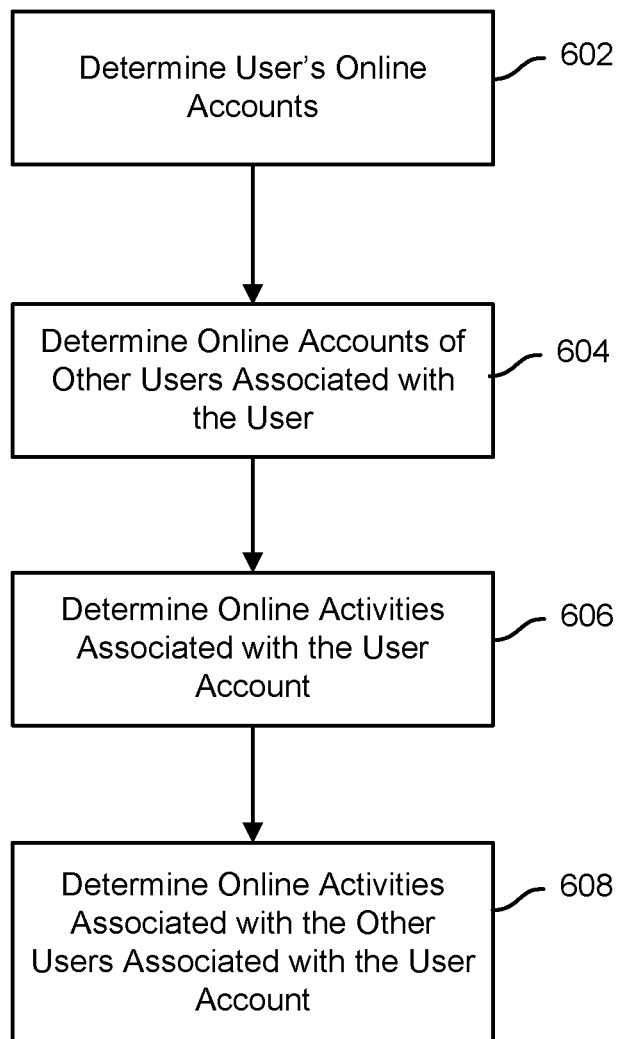 Determine User's Online
Accounts
602
Determine Online Accounts of
Other Users Associated with
the User
604
Determine Online Activities
Associated with the User
Account
606
Determine Online Activities
Associated with the Other
Users Associated with the User
Account
608